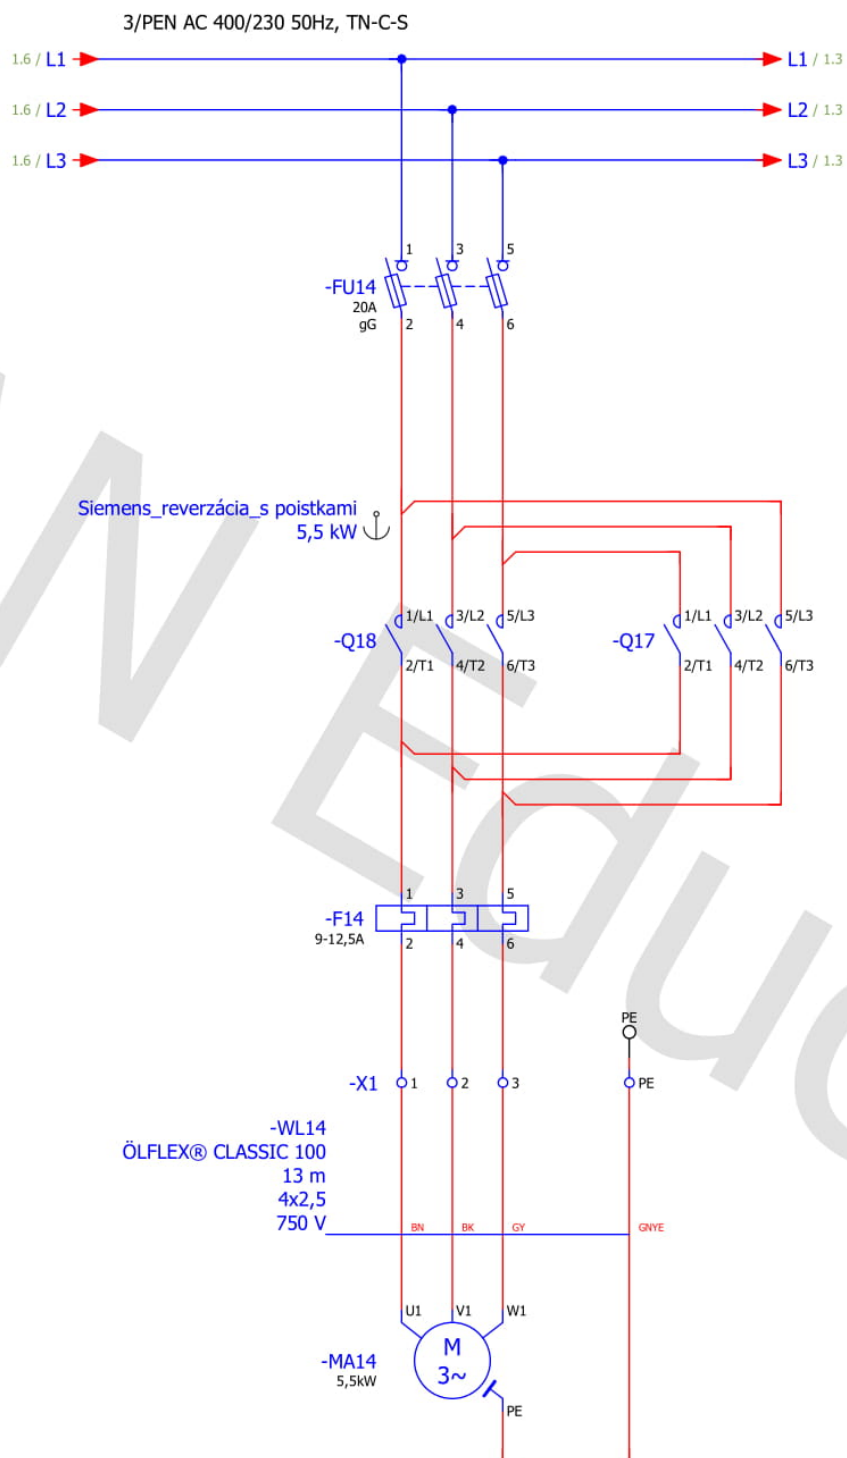 3/PEN AC 400/230 50Hz, TN-C-S
1.6 / L1 L1 / 1.3
1.6 / L2 L2 / 1.3
1.6 / L3 L3 / 1.3
1 3 5
-FU14
20A
gG
2 4 6
Siemens_reverzácia_s poistkami
5,5 kW
1/L1 3/L2 5/L3 1/L1 3/L2 5/L3
-Q18 -Q17
2/T1 4/T2 6/T3 2/T1 4/T2 6/T3
1 3 5
-F14
9-12,5A
2 4 6
PE
-X1 1 2 3 PE
-WL14
ÖLFLEX® CLASSIC 100
13 m
4x2,5
750 V
BN BK GY GNYE
U1 V1 W1
M
3~
-MA14
5,5kW
PE
N Edu